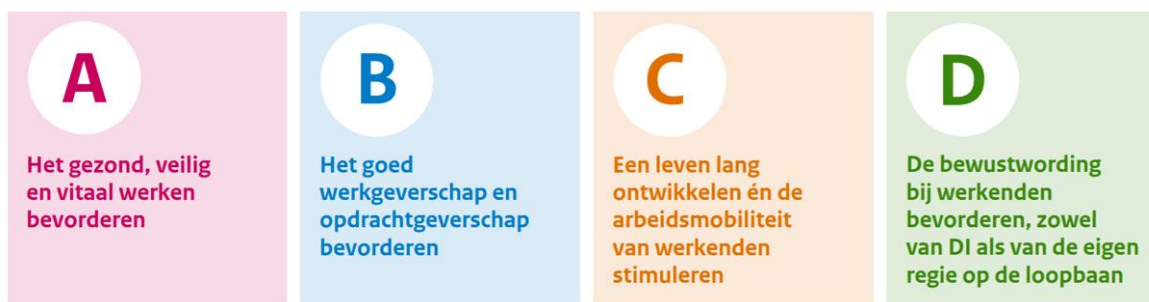 A
Het gezond, veilig
en vitaal werken
bevorderen
B
Het goed
werkgeverschap en
opdrachtgeverschap
bevorderen
C
Een leven lang
ontwikkelen én de
arbeidsmobiliteit
van werkenden
stimuleren
D
De bewustwording
bij werkenden
bevorderen, zowel
van DI als van de eigen
regie op de loopbaan